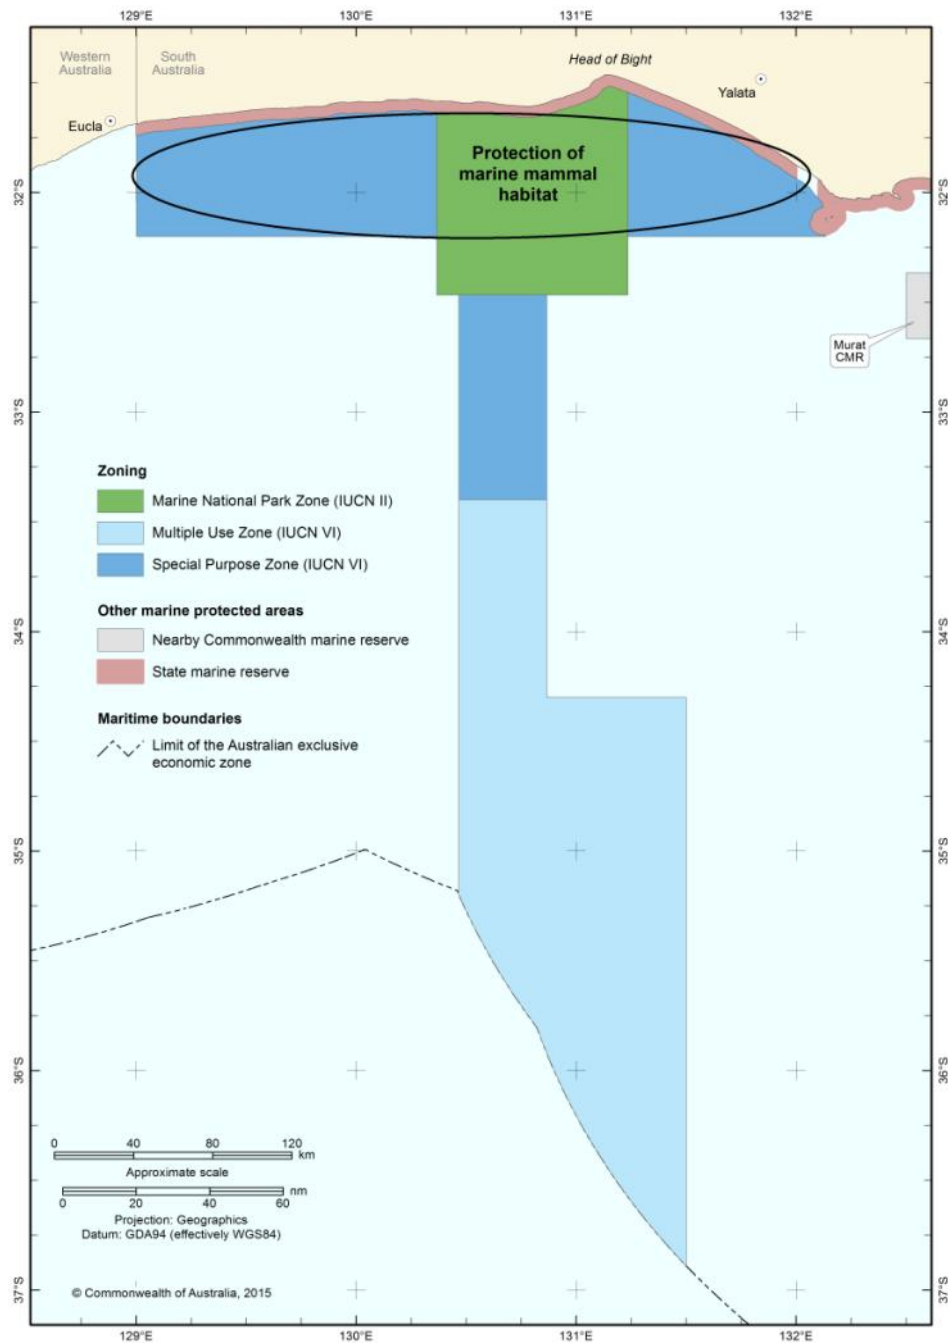 129°E
130°E
131°E
132°E
Western
Australia
South
Australia
Head of Bight
Yalata
Eucla
Protection of
marine mammal
habitat
32°S
32°S
Murat
CMR
33°S
33°S
Zoning
Marine National Park Zone (IUCN II)
Multiple Use Zone (IUCN VI)
Special Purpose Zone (IUCN VI)
Other marine protected areas
34°S
34°S
Nearby Commonwealth marine reserve
State marine reserve
Maritime boundaries
Limit of the Australian exclusive
economic zone
35°S
35°S
36°S
36°S
0 40 80 120
km
Approximate scale
nm
0 20 40 60
Projection: Geographics
Datum: GDA94 (effectively WGS84)
© Commonwealth of Australia, 2015
37°S
37°S
129°E
130°E
131°E
132°E